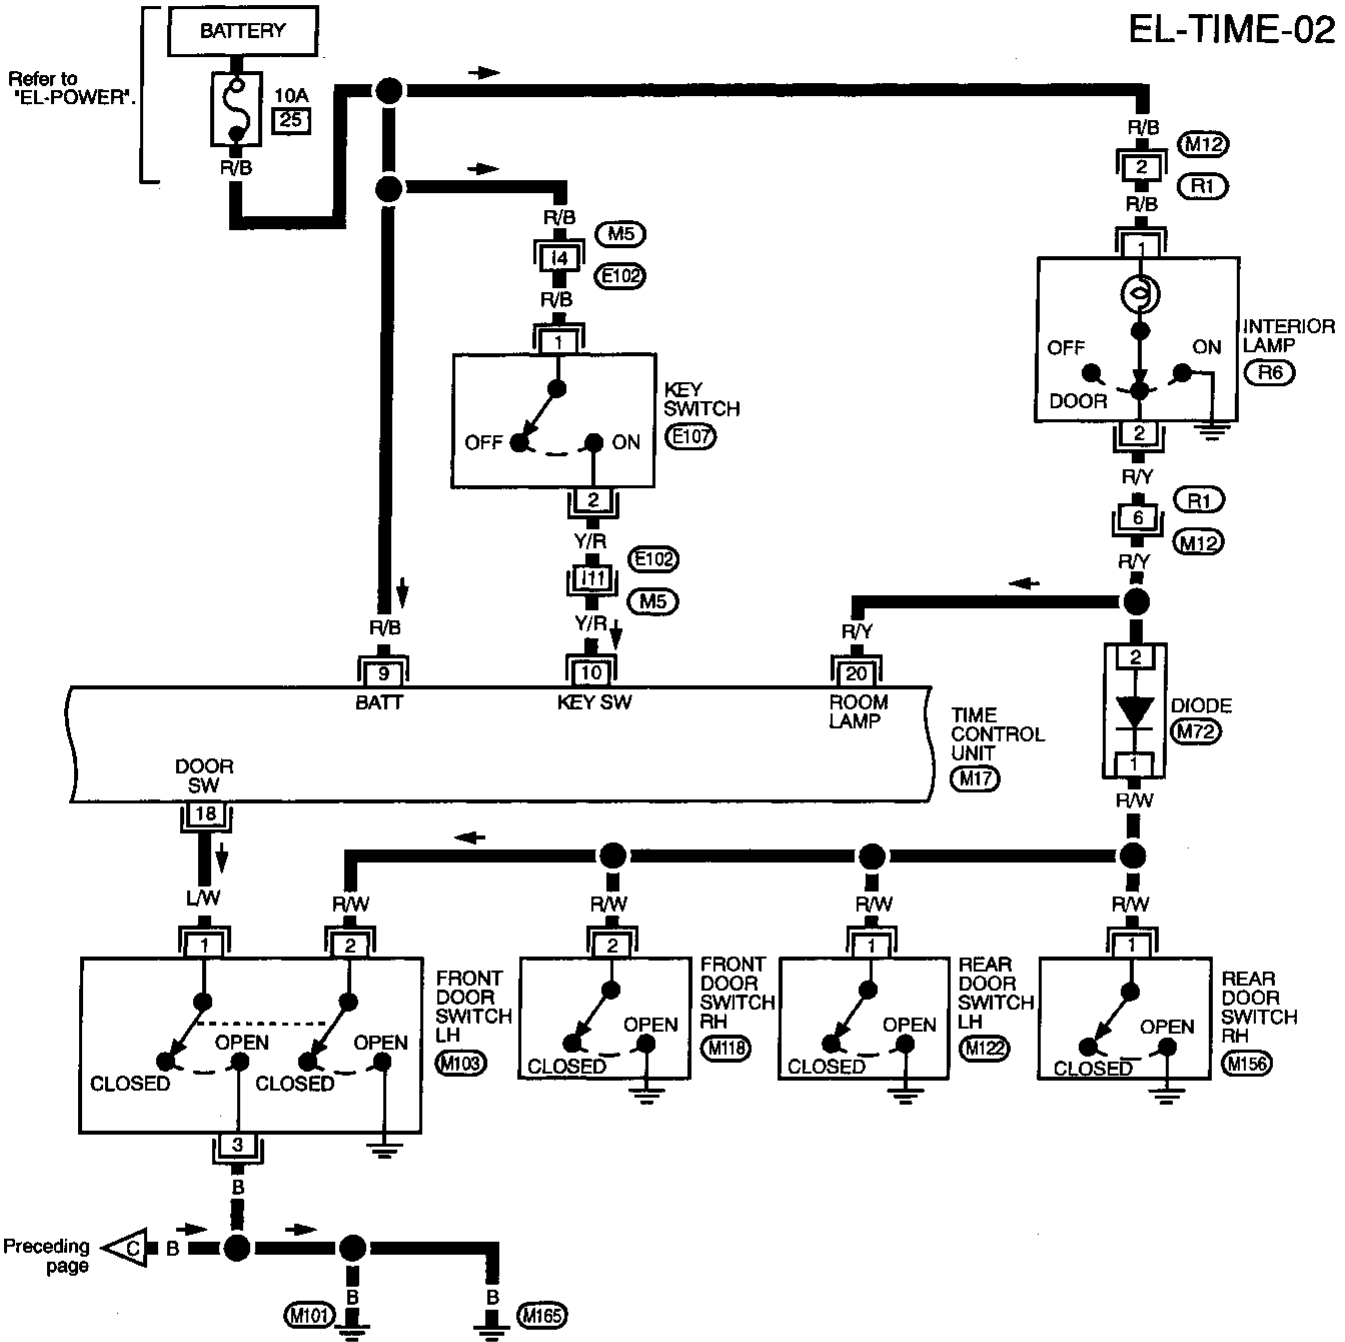 EL-TIME-02
BATTERY
Refer to
"EL-POWER".
10A
25
R/B
R/B
2
M12
R1
R/B
1
R/B
M5
I4
E102
R/B
1
INTERIOR
LAMP
R6
OFF
ON
DOOR
2
KEY
SWITCH
E107
OFF
ON
2
R/Y
R1
6
M12
R/Y
Y/R
E102
I11
M5
Y/R
R/B
R/Y
9
10
20
2
BATT
KEY SW
ROOM
LAMP
TIME
CONTROL
UNIT
M17
DIODE
M72
1
DOOR
SW
18
R/W
L/W
R/W
R/W
R/W
R/W
1
2
2
1
1
FRONT
DOOR
SWITCH
LH
M103
FRONT
DOOR
SWITCH
RH
M118
REAR
DOOR
SWITCH
LH
M122
REAR
DOOR
SWITCH
RH
M156
OPEN
CLOSED
OPEN
CLOSED
OPEN
CLOSED
OPEN
CLOSED
OPEN
CLOSED
3
B
Preceding
page
C
B
B
M101
B
M165